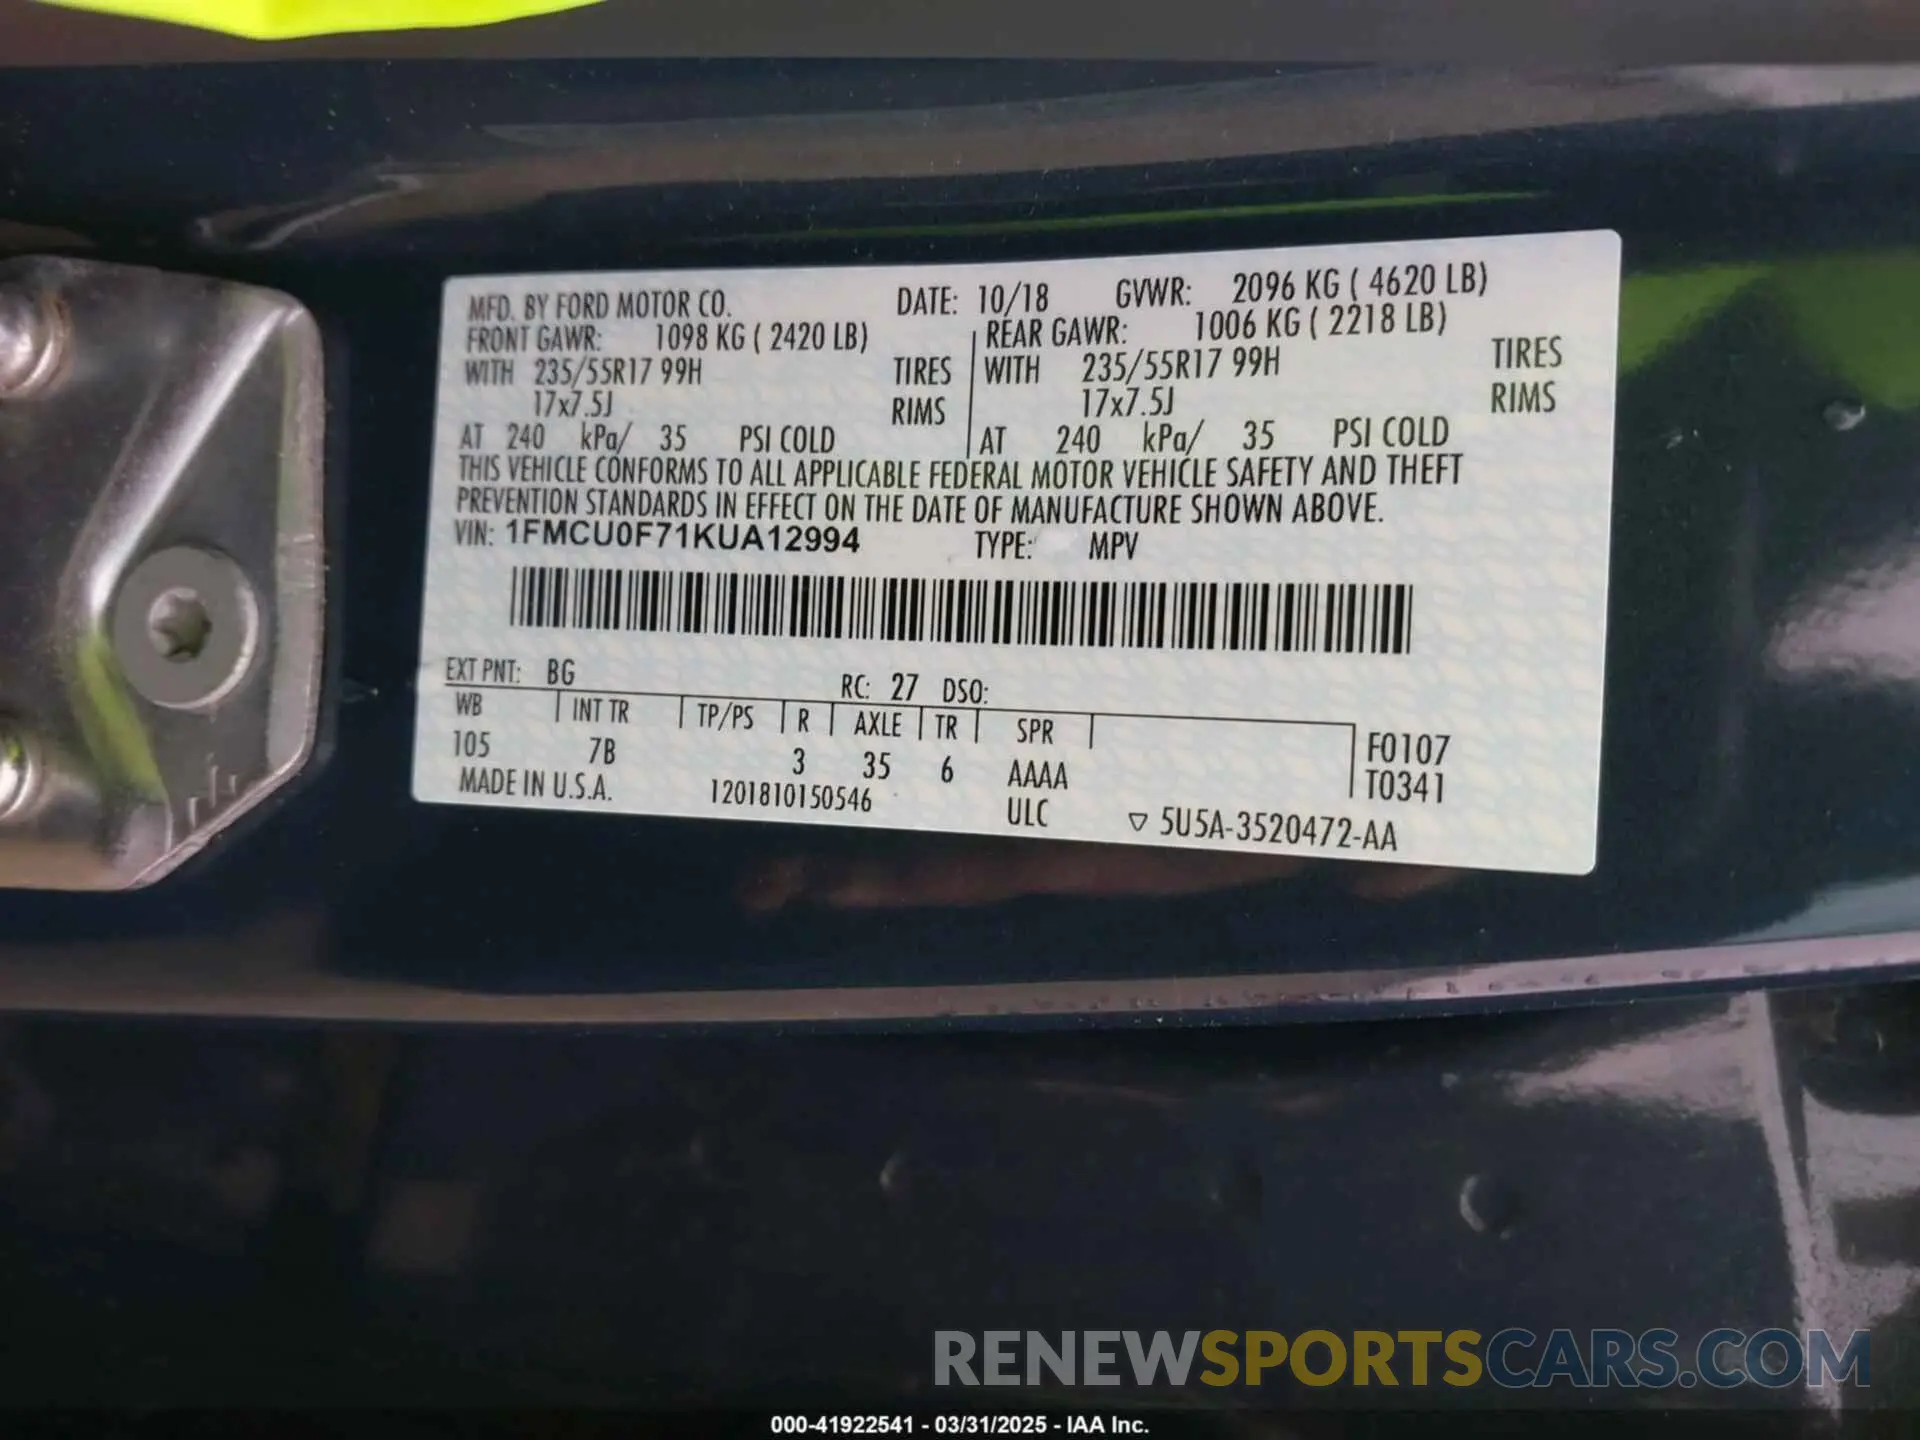 MFD. BY FORD MOTOR CO. DATE: 10/18 GVWR: 2096 KG ( 4620 LB)
FRONT GAWR: 1098 KG ( 2420 LB) REAR GAWR: 1006 KG ( 2218 LB)
WITH 235/55R17 99H TIRES WITH 235/55R17 99H TIRES
17x7.5J RIMS 17x7.5J RIMS
AT 240 kPa/ 35 PSI COLD AT 240 kPa/ 35 PSI COLD
THIS VEHICLE CONFORMS TO ALL APPLICABLE FEDERAL MOTOR VEHICLE SAFETY AND THEFT
PREVENTION STANDARDS IN EFFECT ON THE DATE OF MANUFACTURE SHOWN ABOVE.
VIN: 1FMCU0F71KUA12994 TYPE: MPV
EXT PNT: BG RC: 27 DSO:
WB INT TR TP/PS R AXLE TR SPR
105 7B 3 35 6 AAAA F0107
MADE IN U.S.A. 1201810150546 ULC T0341
▽ 5U5A-3520472-AA
RENEWSPORTSCARS.COM
000-41922541 - 03/31/2025 - IAA Inc.